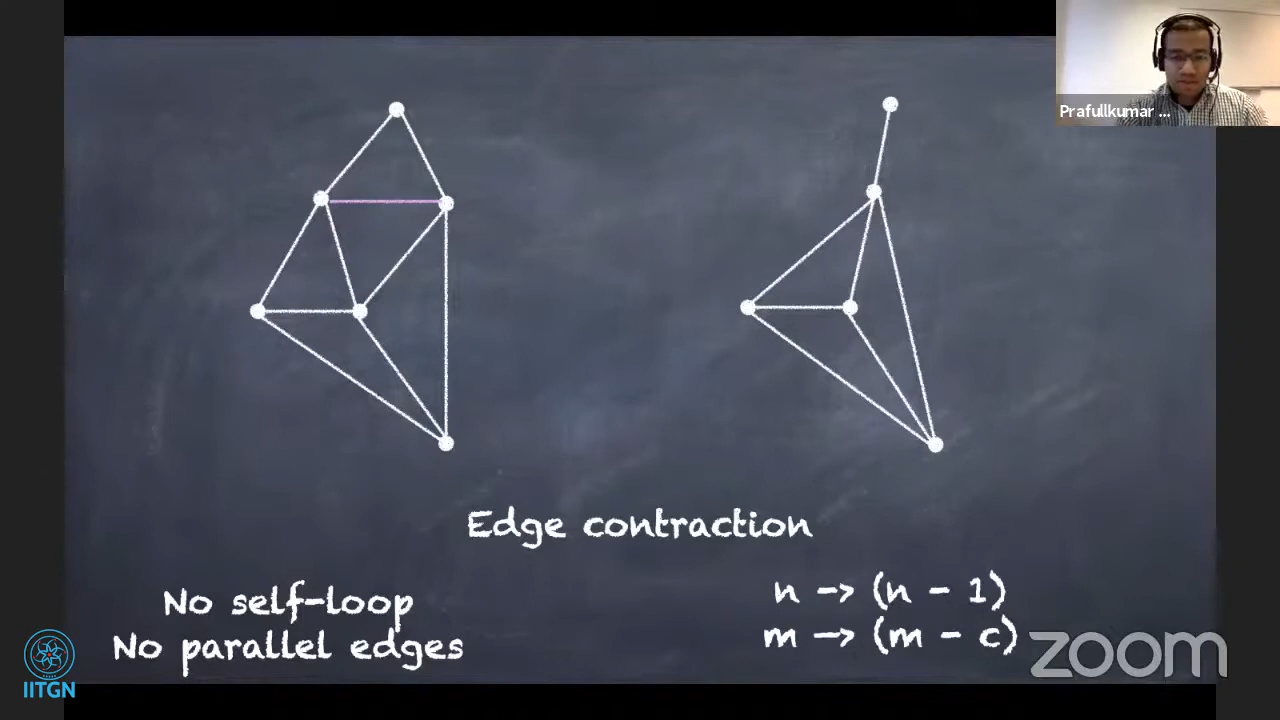 Prafullkumar ...
Edge contraction
No self-loop
No parallel edges
n -> (n - 1)
m -> (m - c)
zoom
IITGN